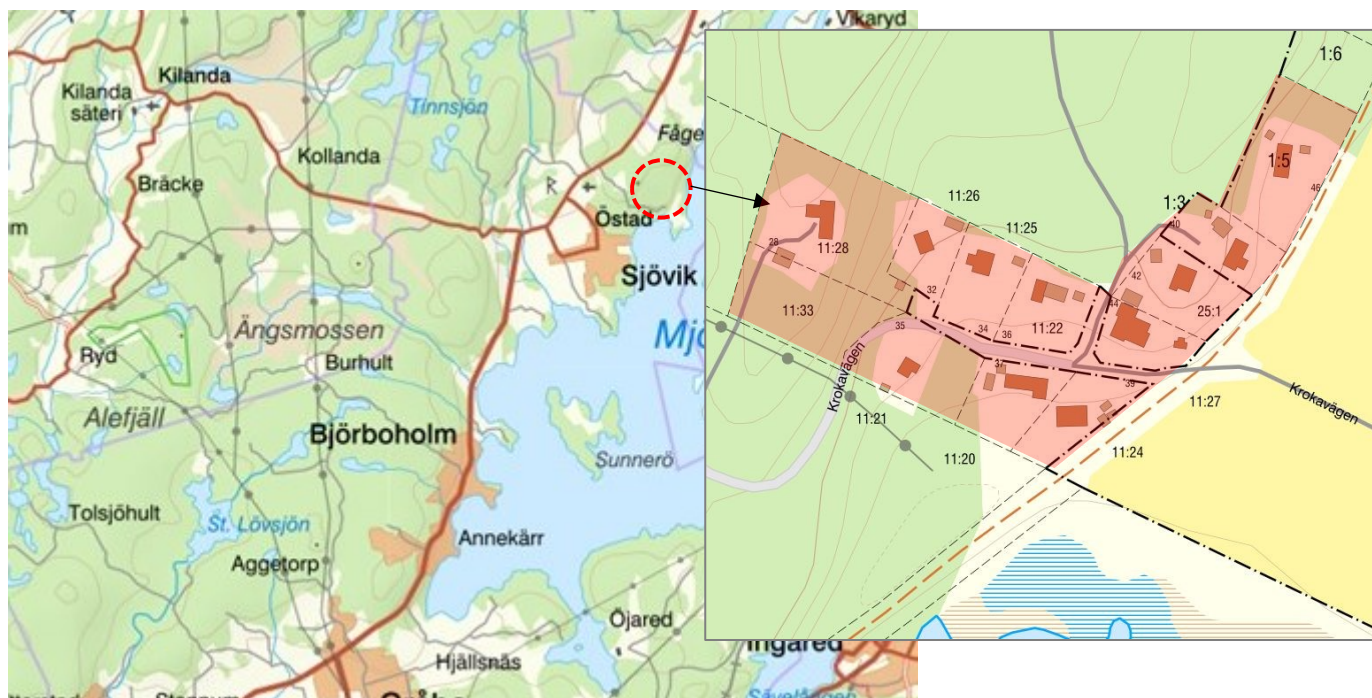 Vikaryd
Kilanda
Kilanda
säteri
Tinnsjön
Kollanda
Bräcke
Östad
Sjövik
Ängsmossen
Ryd
Burhult
Alefjäll
Björboholm
Sunnerö
Tolsjöhult
St. Lövsjön
Annekärr
Aggetorp
Öjared
Hjällsnäs
Ingared
1:6
1:5
46
1:3
40
11:26
11:25
11:28
28
42
32
44
25:1
11:33
35
34
36
11:22
37
39
Krokavägen
Krokavägen
11:27
11:21
11:24
11:20